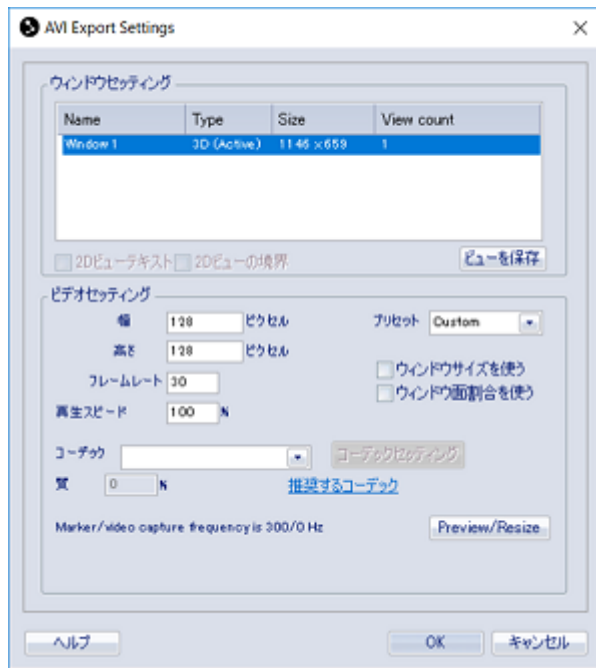 AVI Export Settings
ウィンドウセッティング
Name Type Size View count
Window 1 3D (Active) 1146 x659 1
2Dビューテキスト 2Dビューの境界 ビューを保存
ビデオセッティング
幅 128 ピクセル プリセット Custom
高さ 128 ピクセル
ウィンドウサイズを使う
フレームレート 30
ウィンドウ面割合を使う
再生スピード 100 %
コーデック コーデックセッティング
質 0 % 推奨するコーデック
Marker/video capture frequency is 300/0 Hz Preview/Resize
ヘルプ OK キャンセル